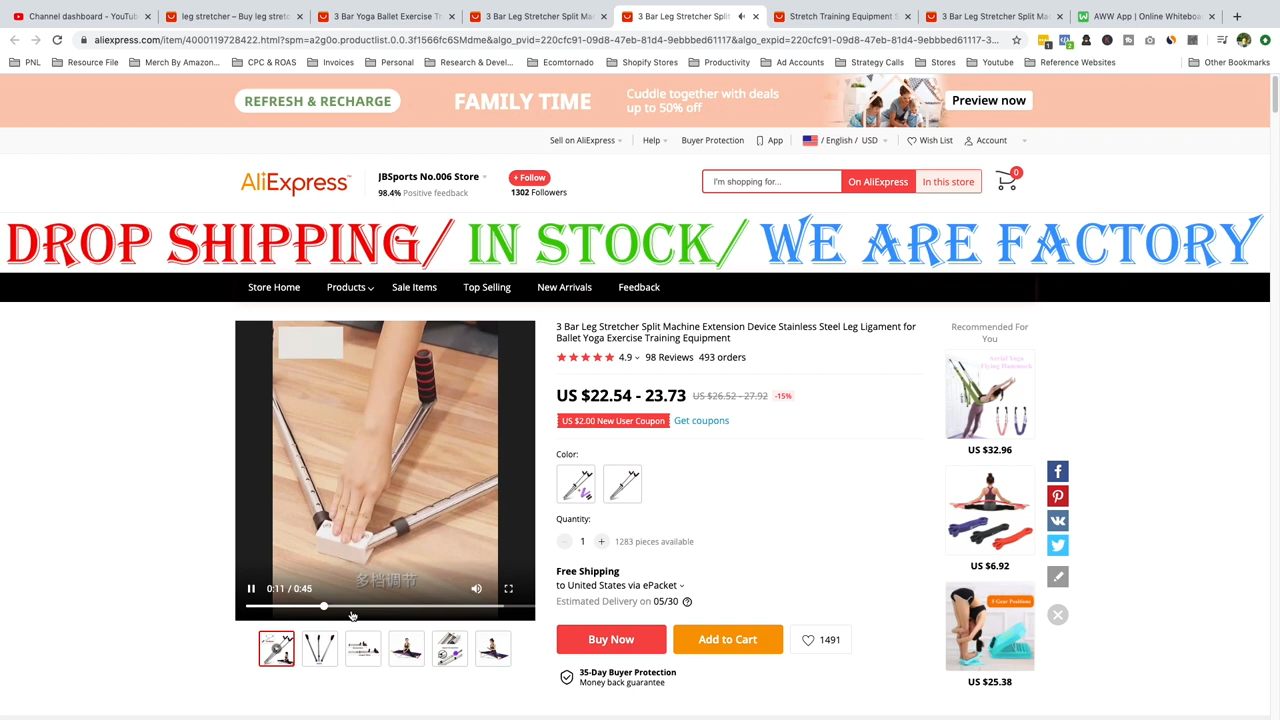 Channel dashboard - YouTu
leg stretcher – Buy leg stretc
3 Bar Yoga Ballet Exercise Tr
3 Bar Leg Stretcher Split Ma
3 Bar Leg Stretcher Split
Stretch Training Equipment S
3 Bar Leg Stretcher Split Ma
AWW App | Online Whiteboa
aliexpress.com/item/4000119728422.html?spm=a2g0o.productlist.0.0.3f1566fc6SMdme&algo_pvid=220cfc91-09d8-47eb-81d4-9ebbbed61117&algo_expid=220cfc91-09d8-47eb-81d4-9ebbbed61117-3...
PNL
Resource File
Merch By Amazon...
CPC & ROAS
Invoices
Personal
Research & Devel...
Ecomtornado
Shopify Stores
Productivity
Ad Accounts
Strategy Calls
Stores
Youtube
Reference Websites
Other Bookmarks
REFRESH & RECHARGE
FAMILY TIME
Cuddle together with deals
up to 50% off
Preview now
Sell on AliExpress
Help
Buyer Protection
App
/ English / USD
Wish List
Account
AliExpress
JBSports No.006 Store
98.4% Positive feedback
+ Follow
1302 Followers
I'm shopping for...
On AliExpress
In this store
0
DROP SHIPPING/ IN STOCK/ WE ARE FACTORY
Store Home
Products
Sale Items
Top Selling
New Arrivals
Feedback
3 Bar Leg Stretcher Split Machine Extension Device Stainless Steel Leg Ligament for
Ballet Yoga Exercise Training Equipment
4.9
98 Reviews
493 orders
US $22.54 - 23.73
US $26.52 - 27.92
-15%
US $2.00 New User Coupon
Get coupons
Color:
Quantity:
1
1283 pieces available
Free Shipping
to United States via ePacket
Estimated Delivery on 05/30
Buy Now
Add to Cart
1491
35-Day Buyer Protection
Money back guarantee
多档调节
0:11 / 0:45
Recommended For
You
Aerial Yoga
Flying Hammock
US $32.96
US $6.92
5 Gear Positions
US $25.38